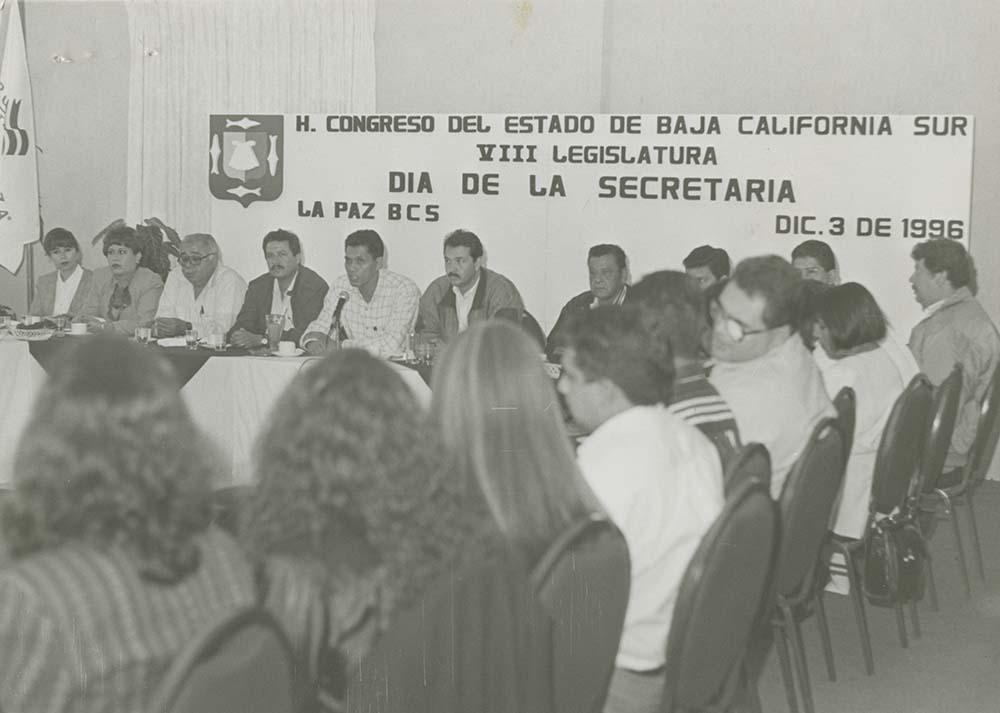 H. CONGRESO DEL ESTADO DE BAJA CALIFORNIA SUR
VIII LEGISLATURA
DIA DE LA SECRETARIA
LA PAZ BCS
DIC. 3 DE 1996